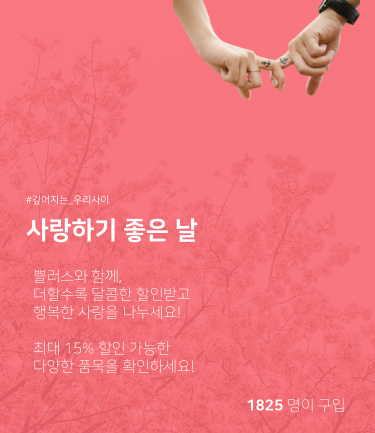 #깊어지는_우리사이
사랑하기 좋은 날
쁠러스와 함께,
더할수록 달콤한 할인받고
행복한 사랑을 나누세요!
최대 15% 할인 가능한
다양한 품목을 확인하세요!
1825 명이 구입